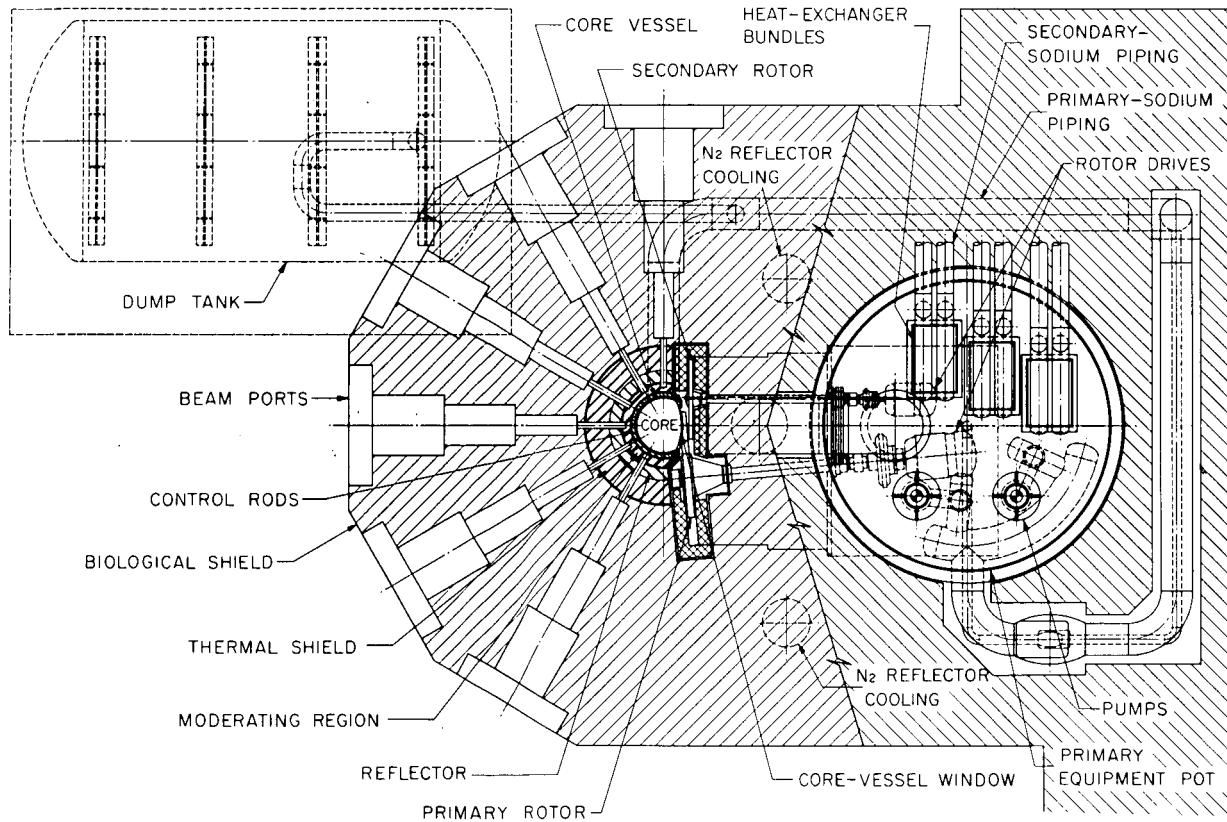 CORE VESSEL
HEAT-EXCHANGER
BUNDLES
SECONDARY-
SODIUM PIPING
SECONDARY ROTOR
PRIMARY-SODIUM
PIPING
N2 REFLECTOR
COOLING
ROTOR DRIVES
DUMP TANK
BEAM PORTS
CORE
CONTROL RODS
BIOLOGICAL SHIELD
THERMAL SHIELD
N2 REFLECTOR
COOLING
MODERATING REGION
PUMPS
REFLECTOR
CORE-VESSEL WINDOW
PRIMARY
EQUIPMENT POT
PRIMARY ROTOR